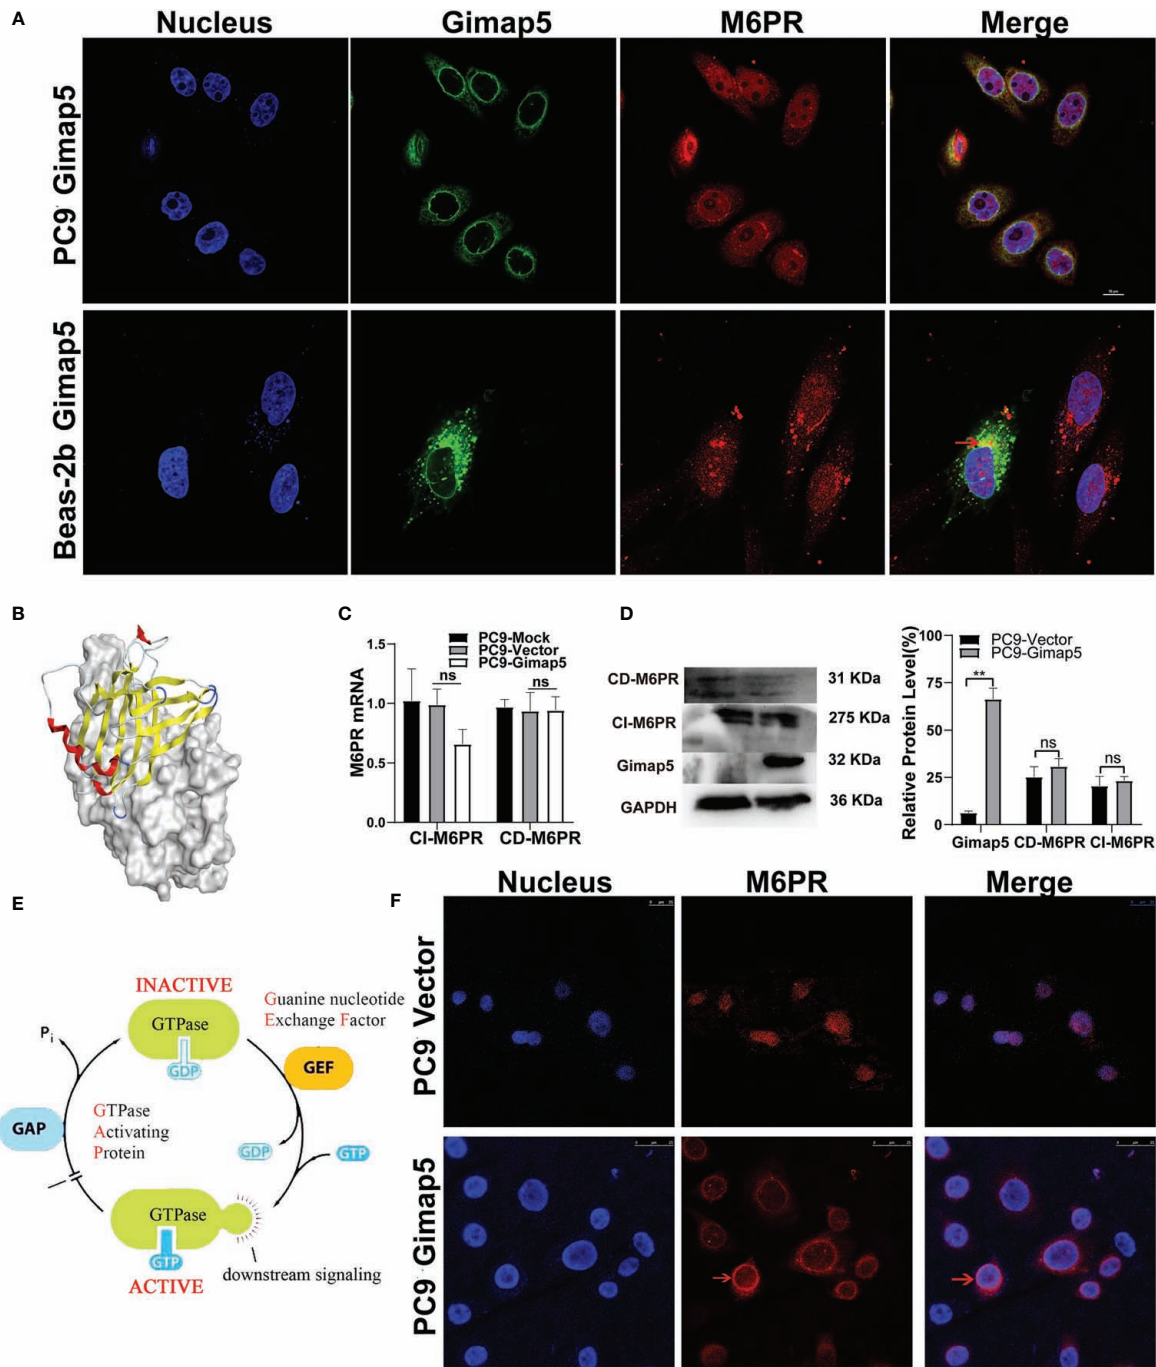 A
Nucleus
Gimap5
M6PR
Merge
PC9 Gimap5
Beas-2b Gimap5
B
C
1.5
1.0
0.5
0.0
M6PR mRNA
PC9-Mock
PC9-Vector
PC9-Gimap5
ns
ns
CI-M6PR
CD-M6PR
D
CD-M6PR
31 KDa
CI-M6PR
275 KDa
Gimap5
32 KDa
GAPDH
36 KDa
Relative Protein Level(%)
100
75
50
25
0
PC9-Vector
PC9-Gimap5
**
ns
ns
Gimap5
CD-M6PR
CI-M6PR
E
INACTIVE
GTPase
GDP
Pi
Guanine nucleotide
Exchange Factor
GEF
GAP
GTPase
Activating
Protein
GDP
GTP
GTPase
GTP
ACTIVE
downstream signaling
F
Nucleus
M6PR
Merge
PC9 Vector
PC9 Gimap5